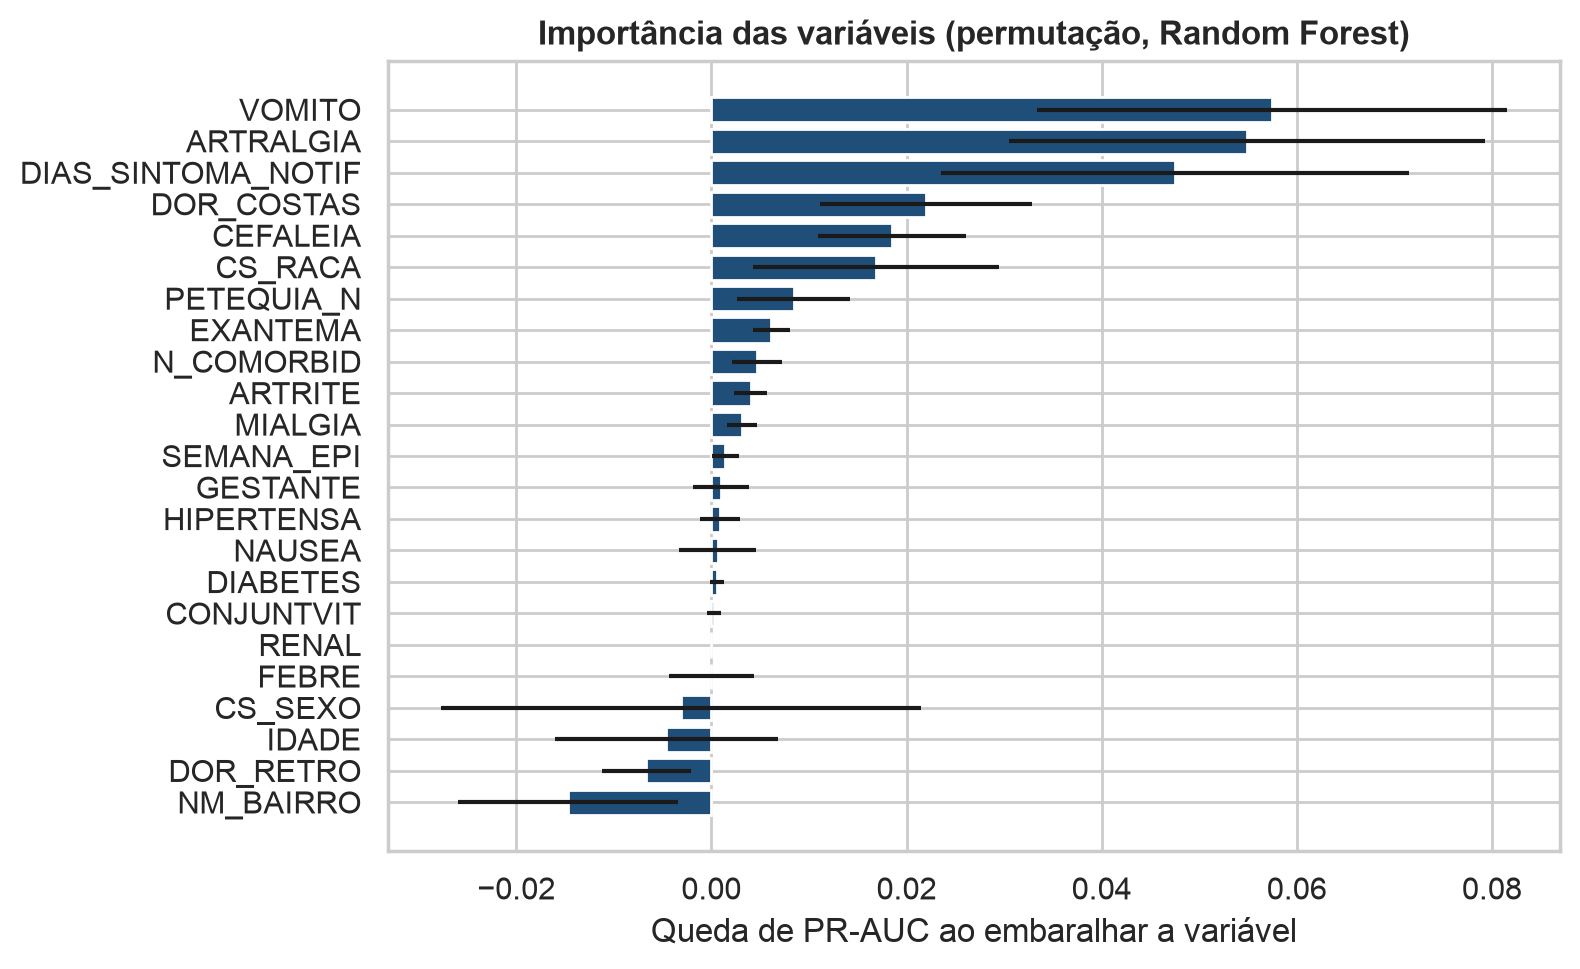 Importância das variáveis (permutação, Random Forest)
VOMITO
ARTRALGIA
DIAS_SINTOMA_NOTIF
DOR_COSTAS
CEFALEIA
CS_RACA
PETEQUIA_N
EXANTEMA
N_COMORBID
ARTRITE
MIALGIA
SEMANA_EPI
GESTANTE
HIPERTENSA
NAUSEA
DIABETES
CONJUNTVIT
RENAL
FEBRE
CS_SEXO
IDADE
DOR_RETRO
NM_BAIRRO
−0.02 0.00 0.02 0.04 0.06 0.08
Queda de PR-AUC ao embaralhar a variável